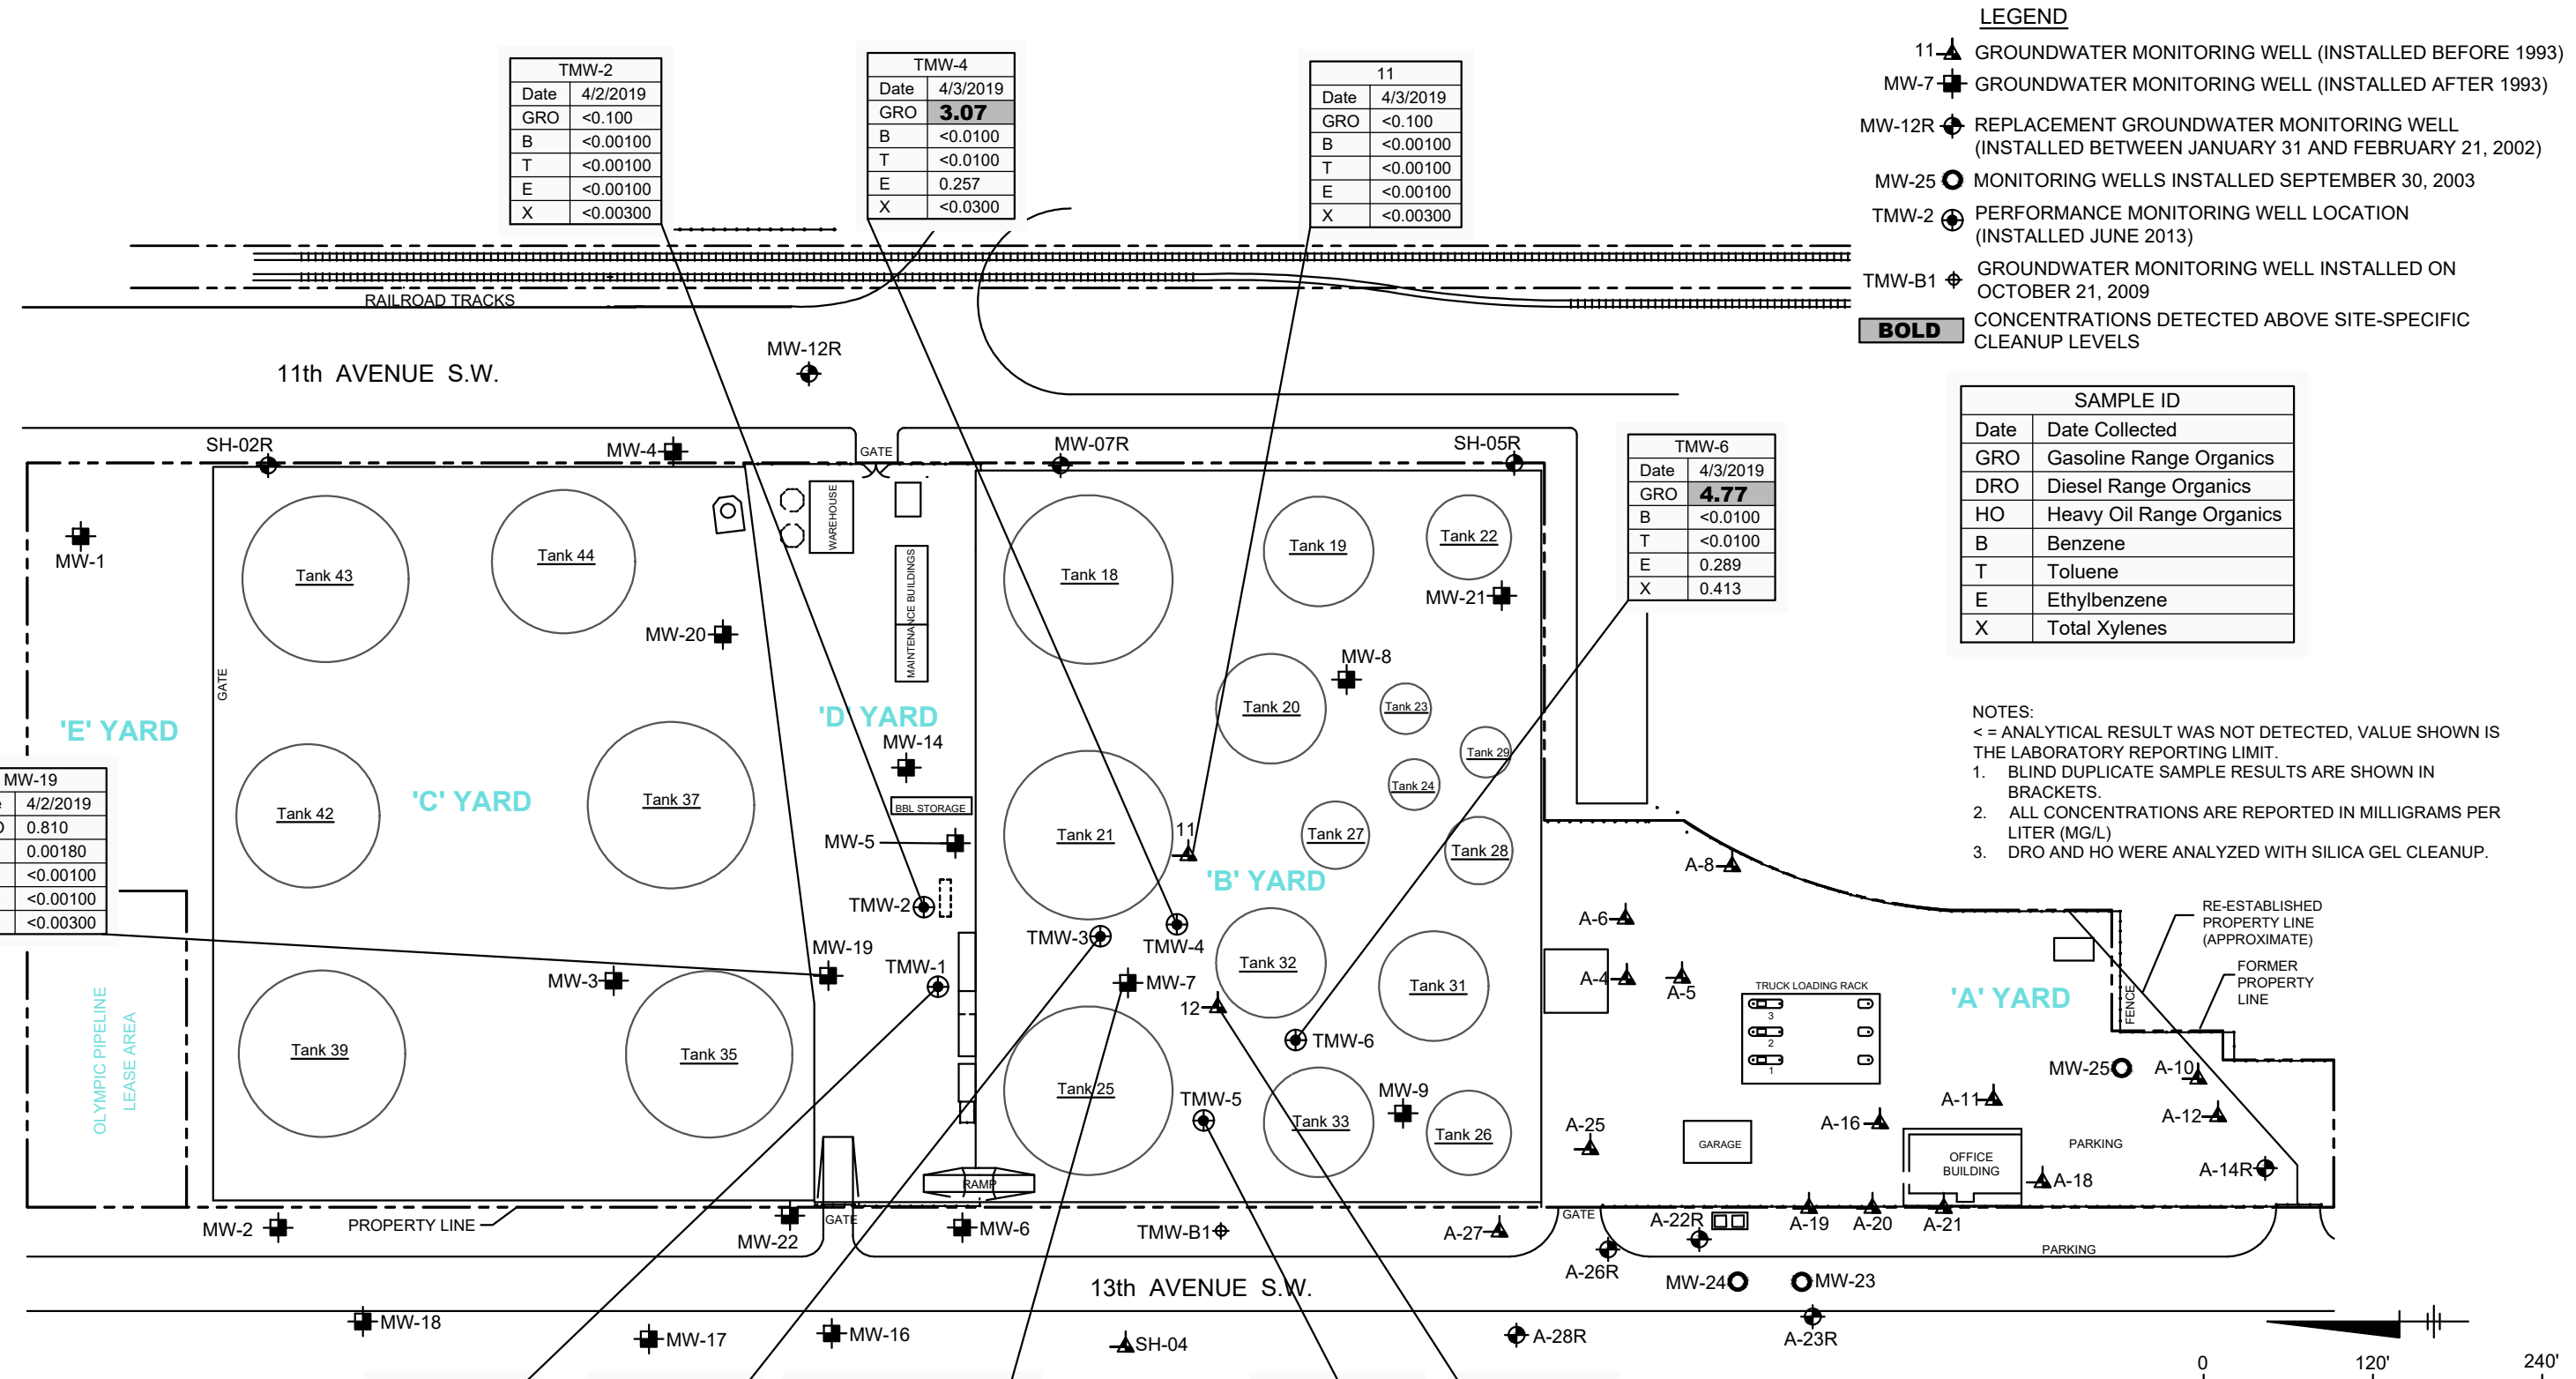 LEGEND
11 GROUNDWATER MONITORING WELL (INSTALLED BEFORE 1993)
MW-7 GROUNDWATER MONITORING WELL (INSTALLED AFTER 1993)
MW-12R REPLACEMENT GROUNDWATER MONITORING WELL
(INSTALLED BETWEEN JANUARY 31 AND FEBRUARY 21, 2002)
MW-25 MONITORING WELLS INSTALLED SEPTEMBER 30, 2003
TMW-2 PERFORMANCE MONITORING WELL LOCATION
(INSTALLED JUNE 2013)
TMW-B1 GROUNDWATER MONITORING WELL INSTALLED ON
OCTOBER 21, 2009
BOLD CONCENTRATIONS DETECTED ABOVE SITE-SPECIFIC
CLEANUP LEVELS
TMW-2
Date 4/2/2019
GRO <0.100
B <0.00100
T <0.00100
E <0.00100
X <0.00300
TMW-4
Date 4/3/2019
GRO 3.07
B <0.0100
T <0.0100
E 0.257
X <0.0300
11
Date 4/3/2019
GRO <0.100
B <0.00100
T <0.00100
E <0.00100
X <0.00300
RAILROAD TRACKS
11th AVENUE S.W.
MW-12R
SAMPLE ID
Date Date Collected
GRO Gasoline Range Organics
DRO Diesel Range Organics
HO Heavy Oil Range Organics
B Benzene
T Toluene
E Ethylbenzene
X Total Xylenes
TMW-6
Date 4/3/2019
GRO 4.77
B <0.0100
T <0.0100
E 0.289
X 0.413
NOTES:
< = ANALYTICAL RESULT WAS NOT DETECTED, VALUE SHOWN IS
THE LABORATORY REPORTING LIMIT.
1. BLIND DUPLICATE SAMPLE RESULTS ARE SHOWN IN
BRACKETS.
2. ALL CONCENTRATIONS ARE REPORTED IN MILLIGRAMS PER
LITER (MG/L)
3. DRO AND HO WERE ANALYZED WITH SILICA GEL CLEANUP.
SH-02R
MW-4
GATE
MW-07R
SH-05R
MW-1
Tank 43
Tank 44
WAREHOUSE
MAINTENANCE BUILDINGS
Tank 18
Tank 19
Tank 22
MW-21
MW-20
MW-8
GATE
'E' YARD
'D' YARD
Tank 20
Tank 23
MW-14
Tank 29
Tank 24
MW-19
4/2/2019
0.810
0.00180
<0.00100
<0.00100
<0.00300
Tank 42
'C' YARD
Tank 37
BBL STORAGE
MW-5
Tank 21
11
Tank 27
Tank 28
'B' YARD
A-8
TMW-2
A-6
RE-ESTABLISHED
PROPERTY LINE
(APPROXIMATE)
TMW-3
TMW-4
MW-19
TMW-1
MW-3
MW-7
12
Tank 32
Tank 31
A-4
A-5
TRUCK LOADING RACK
3
2
1
'A' YARD
FENCE
FORMER
PROPERTY
LINE
OLYMPIC PIPELINE
LEASE AREA
Tank 39
Tank 35
TMW-6
MW-25
A-10
Tank 25
TMW-5
MW-9
Tank 33
Tank 26
A-25
GARAGE
A-16
A-11
A-12
OFFICE
BUILDING
PARKING
A-14R
A-18
RAMP
MW-2
PROPERTY LINE
MW-22
GATE
MW-6
TMW-B1
A-27
GATE
A-22R
A-19
A-20
A-21
PARKING
A-26R
MW-24
MW-23
13th AVENUE S.W.
MW-18
MW-17
MW-16
SH-04
A-28R
A-23R
0 120' 240'